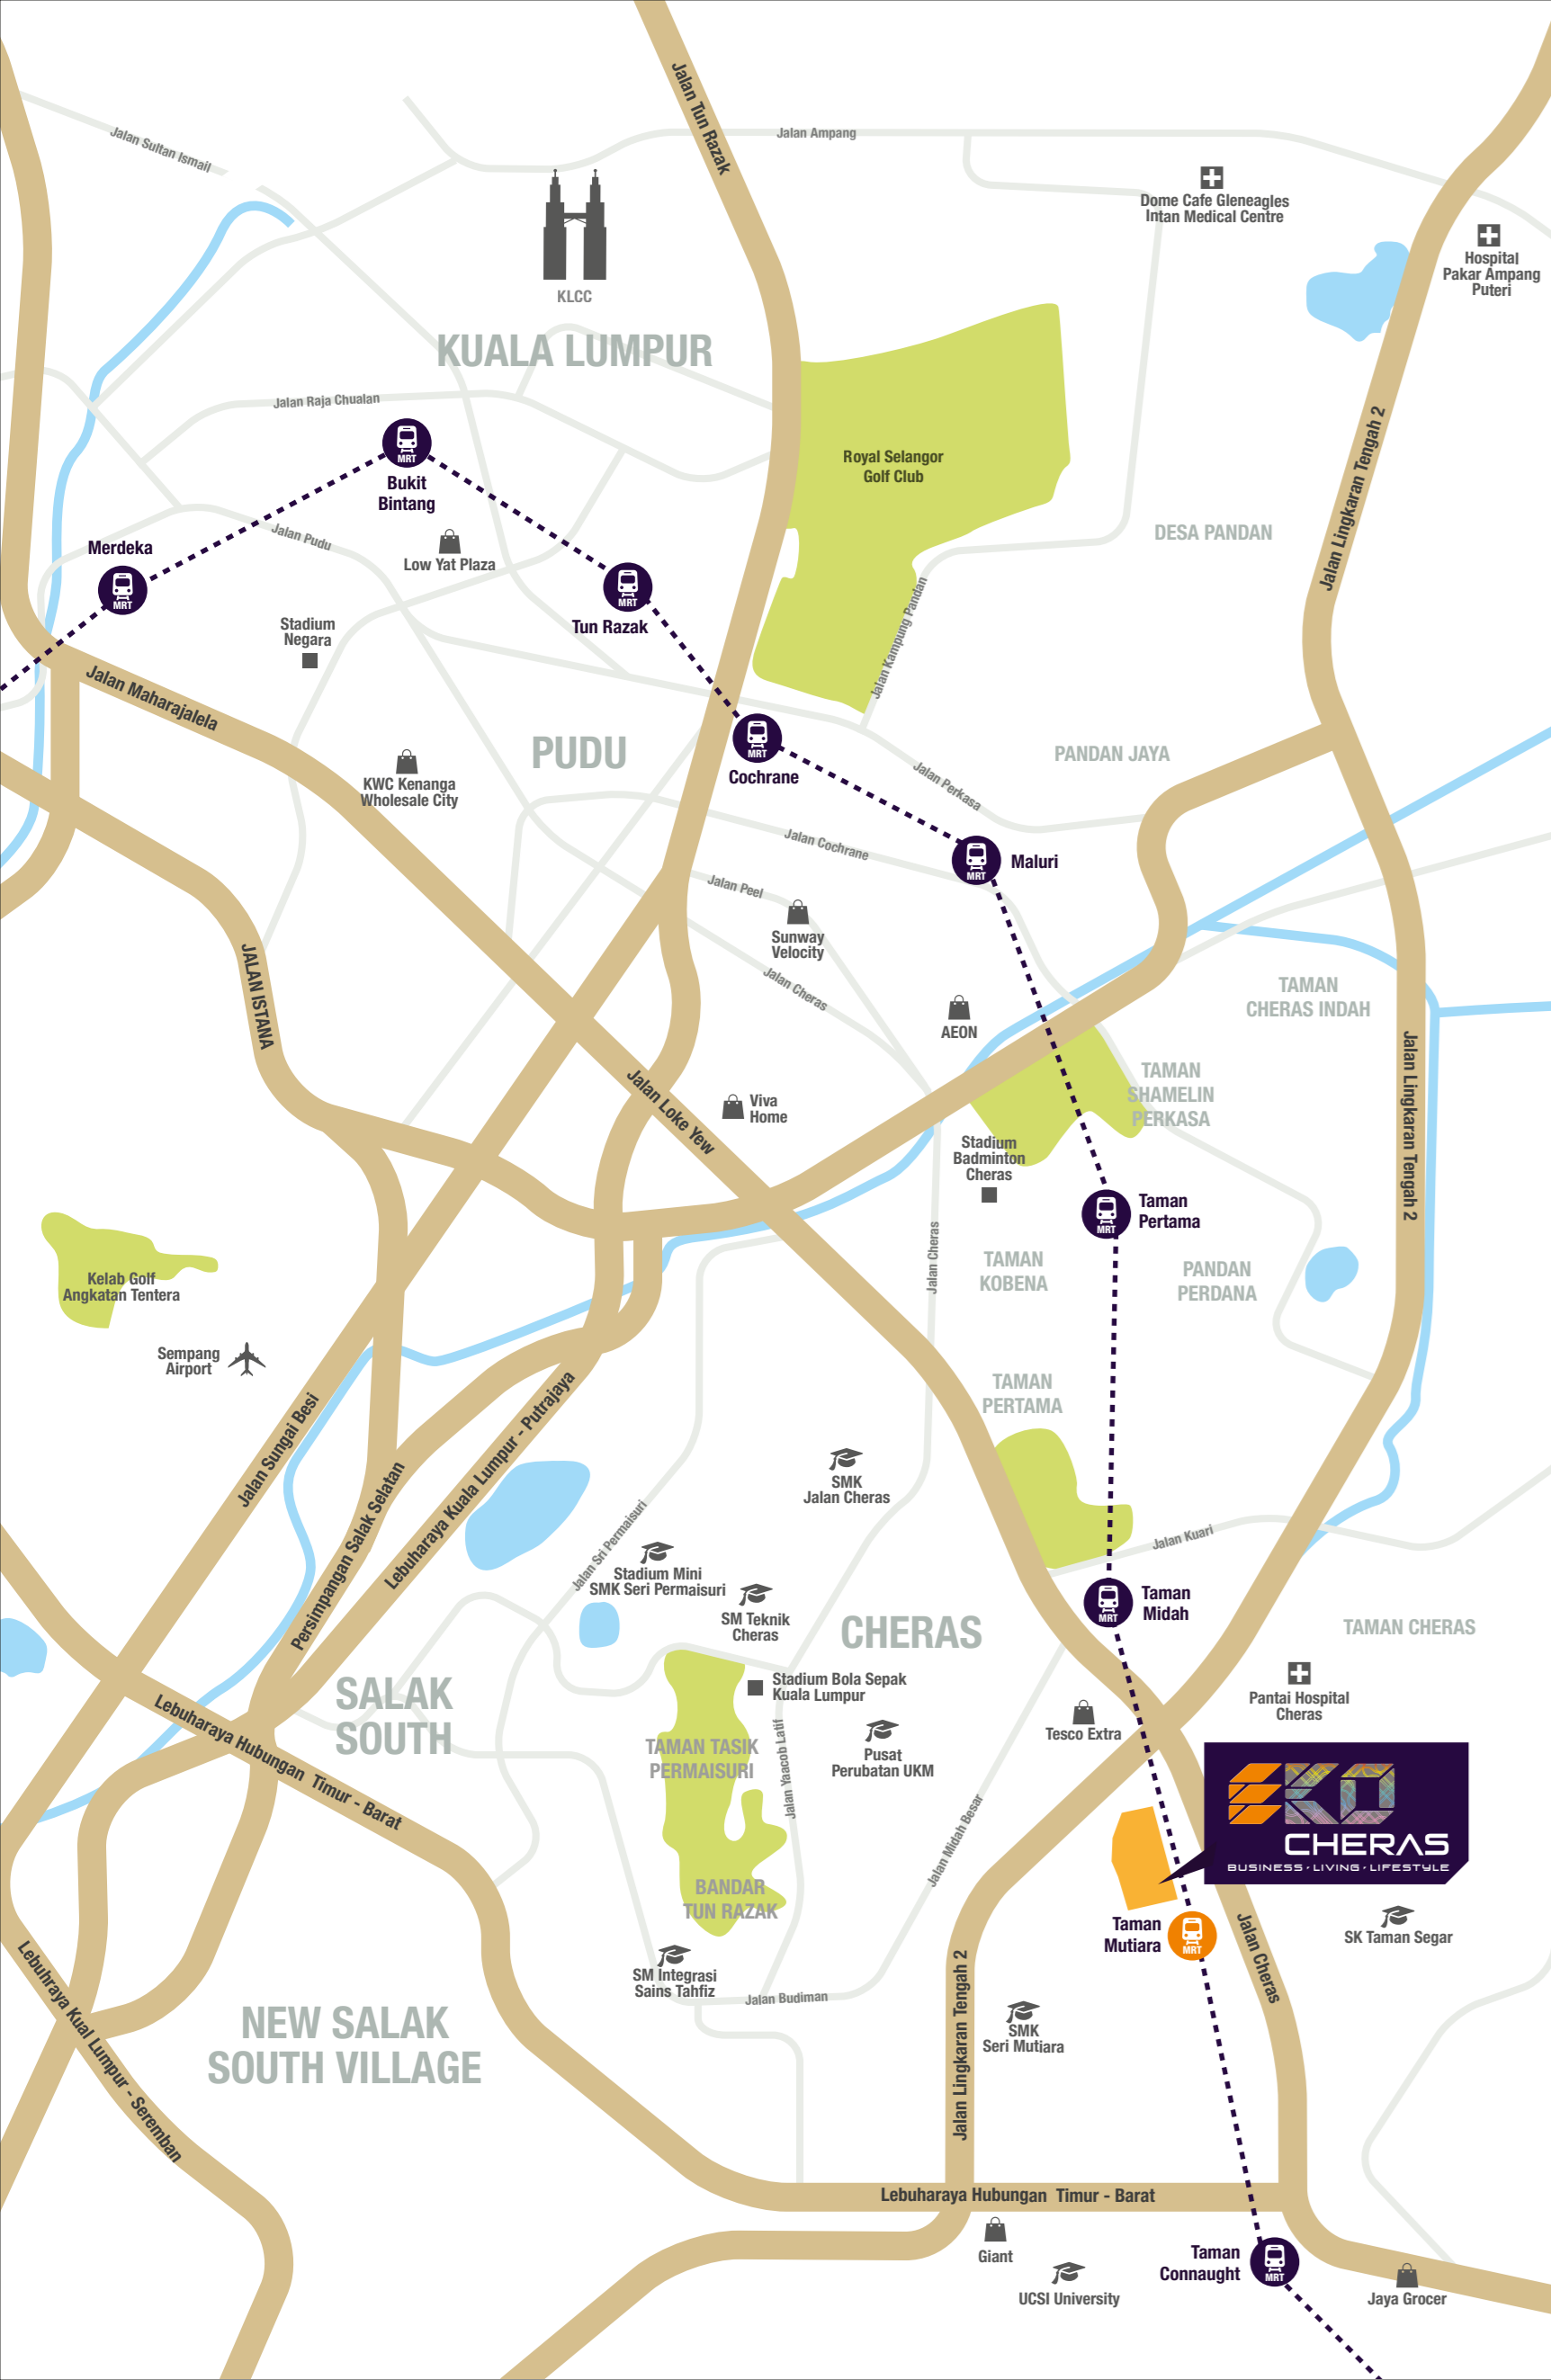 Jalan Tun Razak
Jalan Sultan Ismail
Jalan Ampang
Dome Cafe Gleneagles
Intan Medical Centre
Hospital
Pakar Ampang
Puteri
KLCC
KUALA LUMPUR
Jalan Raja Chualan
MRT
Bukit
Bintang
Royal Selangor
Golf Club
Jalan Lingkaran Tengah 2
DESA PANDAN
Jalan Pudu
Low Yat Plaza
Merdeka
MRT
MRT
Tun Razak
Stadium
Negara
Jalan Kampung Pandan
Jalan Maharajalela
PUDU
MRT
Cochrane
PANDAN JAYA
Jalan Perkasa
KWC Kenanga
Wholesale City
Jalan Cochrane
MRT
Maluri
Jalan Peel
Sunway
Velocity
Jalan Cheras
JALAN ISTANA
AEON
TAMAN
CHERAS INDAH
Jalan Loke Yew
Viva
Home
TAMAN
SHAMELIN
PERKASA
Jalan Lingkaran Tengah 2
Stadium
Badminton
Cheras
MRT
Taman
Pertama
Jalan Cheras
TAMAN
KOBENA
PANDAN
PERDANA
Kelab Golf
Angkatan Tentera
Sempang
Airport
Jalan Sungai Besi
Persimpangan Salak Selatan
Lebuharaya Kuala Lumpur - Putrajaya
TAMAN
PERTAMA
SMK
Jalan Cheras
Jalan Sri Permaisuri
Stadium Mini
SMK Seri Permaisuri
SM Teknik
Cheras
Jalan Kuari
MRT
Taman
Midah
CHERAS
TAMAN CHERAS
SALAK
SOUTH
Stadium Bola Sepak
Kuala Lumpur
Pantai Hospital
Cheras
Lebuharaya Hubungan Timur - Barat
TAMAN TASIK
PERMAISURI
Jalan Yaacob Latif
Pusat
Perubatan UKM
Tesco Extra
EKO
CHERAS
BUSINESS · LIVING · LIFESTYLE
Jalan Midah Besar
BANDAR
TUN RAZAK
Taman
Mutiara
MRT
Jalan Cheras
SK Taman Segar
SM Integrasi
Sains Tahfiz
Jalan Budiman
Jalan Lingkaran Tengah 2
SMK
Seri Mutiara
Lebuhraya Kual Lumpur - Seremban
NEW SALAK
SOUTH VILLAGE
Lebuharaya Hubungan Timur - Barat
Giant
UCSI University
Taman
Connaught
MRT
Jaya Grocer